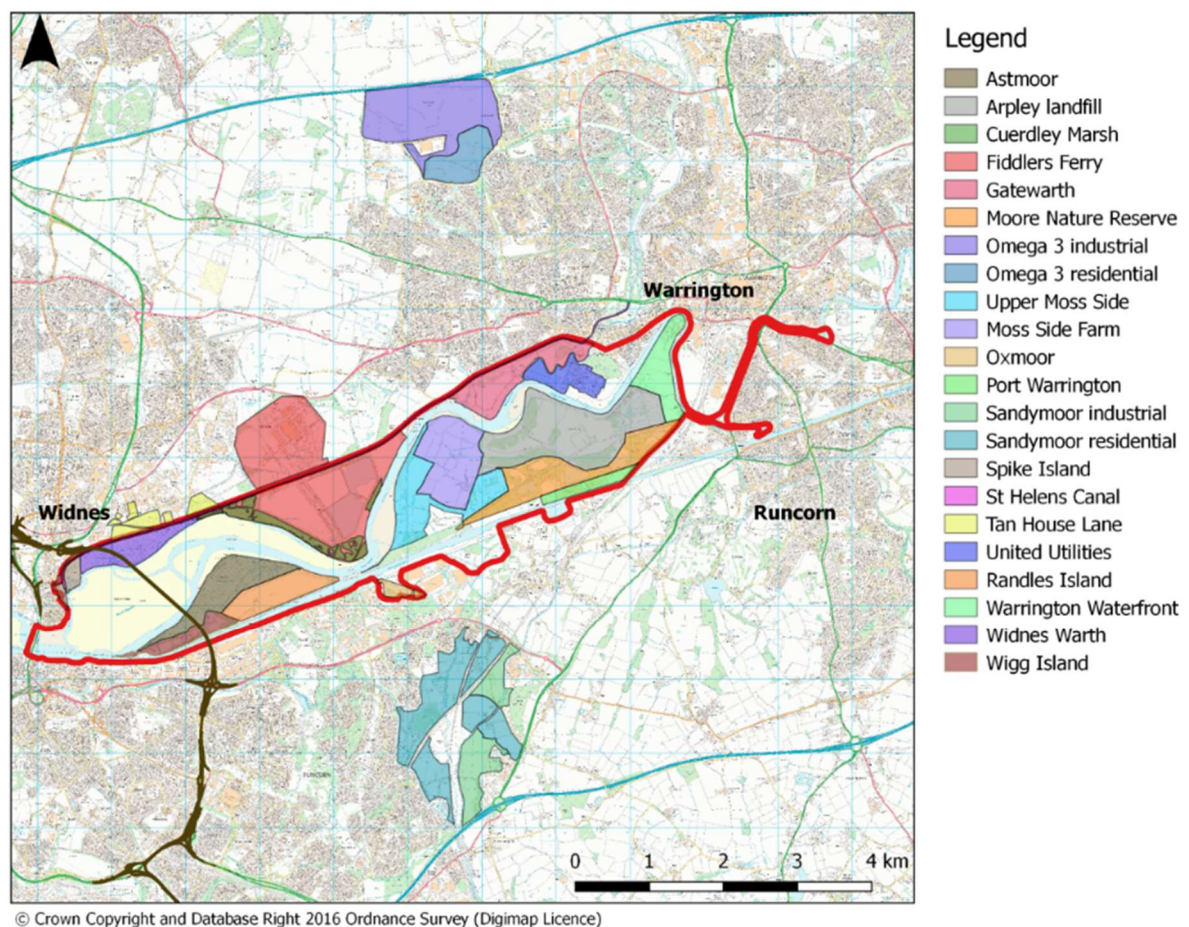 Legend
Astmoor
Arpley landfill
Cuerdley Marsh
Fiddlers Ferry
Gatewarth
Moore Nature Reserve
Omega 3 industrial
Omega 3 residential
Upper Moss Side
Moss Side Farm
Oxmoor
Port Warrington
Sandymoor industrial
Sandymoor residential
Spike Island
St Helens Canal
Tan House Lane
United Utilities
Randles Island
Warrington Waterfront
Widnes Warth
Wigg Island
Warrington
Widnes
Runcorn
RUNCORN
0 1 2 3 4 km
© Crown Copyright and Database Right 2016 Ordnance Survey (Digimap Licence)